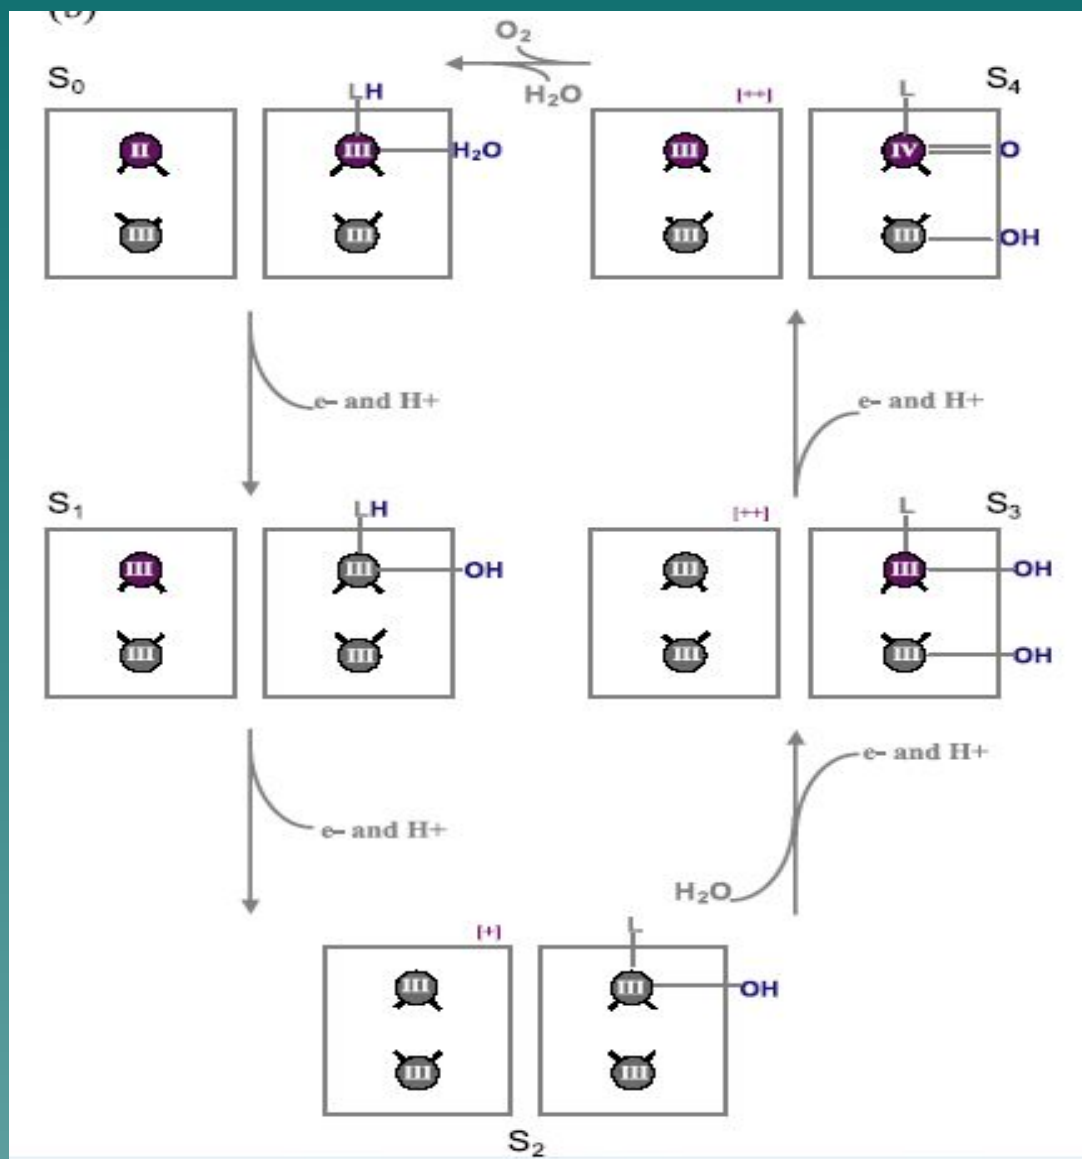 O₂
H₂O
S₀
LH
II
III
H₂O
III
III
[++]
L
S₄
III
IV
O
III
III
OH
e- and H+
e- and H+
S₁
LH
III
III
OH
III
III
[++]
L
S₃
III
III
OH
III
III
OH
e- and H+
e- and H+
H₂O
[+]
L
III
III
OH
III
III
S₂